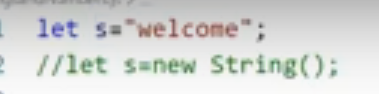 let s="welcome";
//let s=new String();